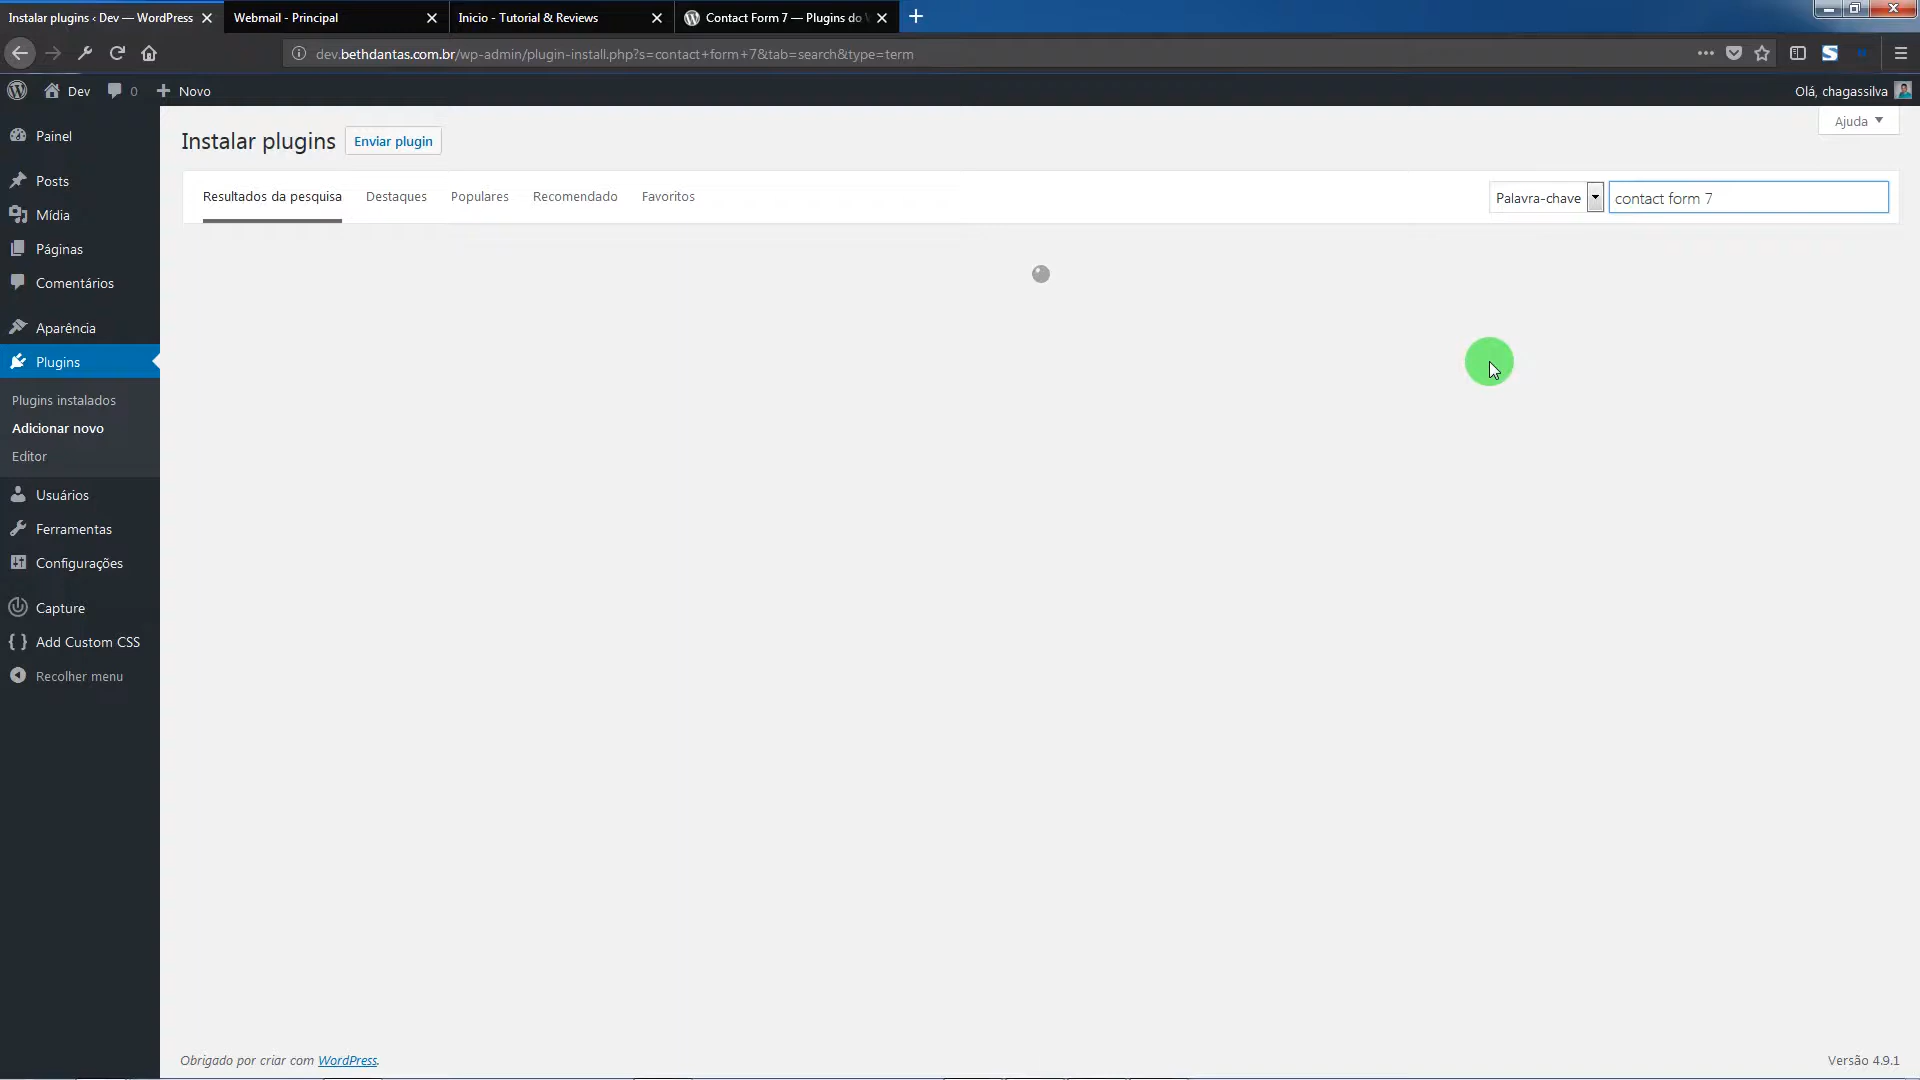 Instalar plugins ‹ Dev — WordPress
Webmail - Principal
Inicio - Tutorial & Reviews
Contact Form 7 — Plugins do
dev.bethdantas.com.br/wp-admin/plugin-install.php?s=contact+form+7&tab=search&type=term
Dev
0
Novo
Olá, chagassilva
Painel
Posts
Mídia
Páginas
Comentários
Aparência
Plugins
Plugins instalados
Adicionar novo
Editor
Usuários
Ferramentas
Configurações
Capture
Add Custom CSS
Recolher menu
Ajuda
Instalar plugins
Enviar plugin
Resultados da pesquisa
Destaques
Populares
Recomendado
Favoritos
Palavra-chave
contact form 7
Obrigado por criar com WordPress.
Versão 4.9.1